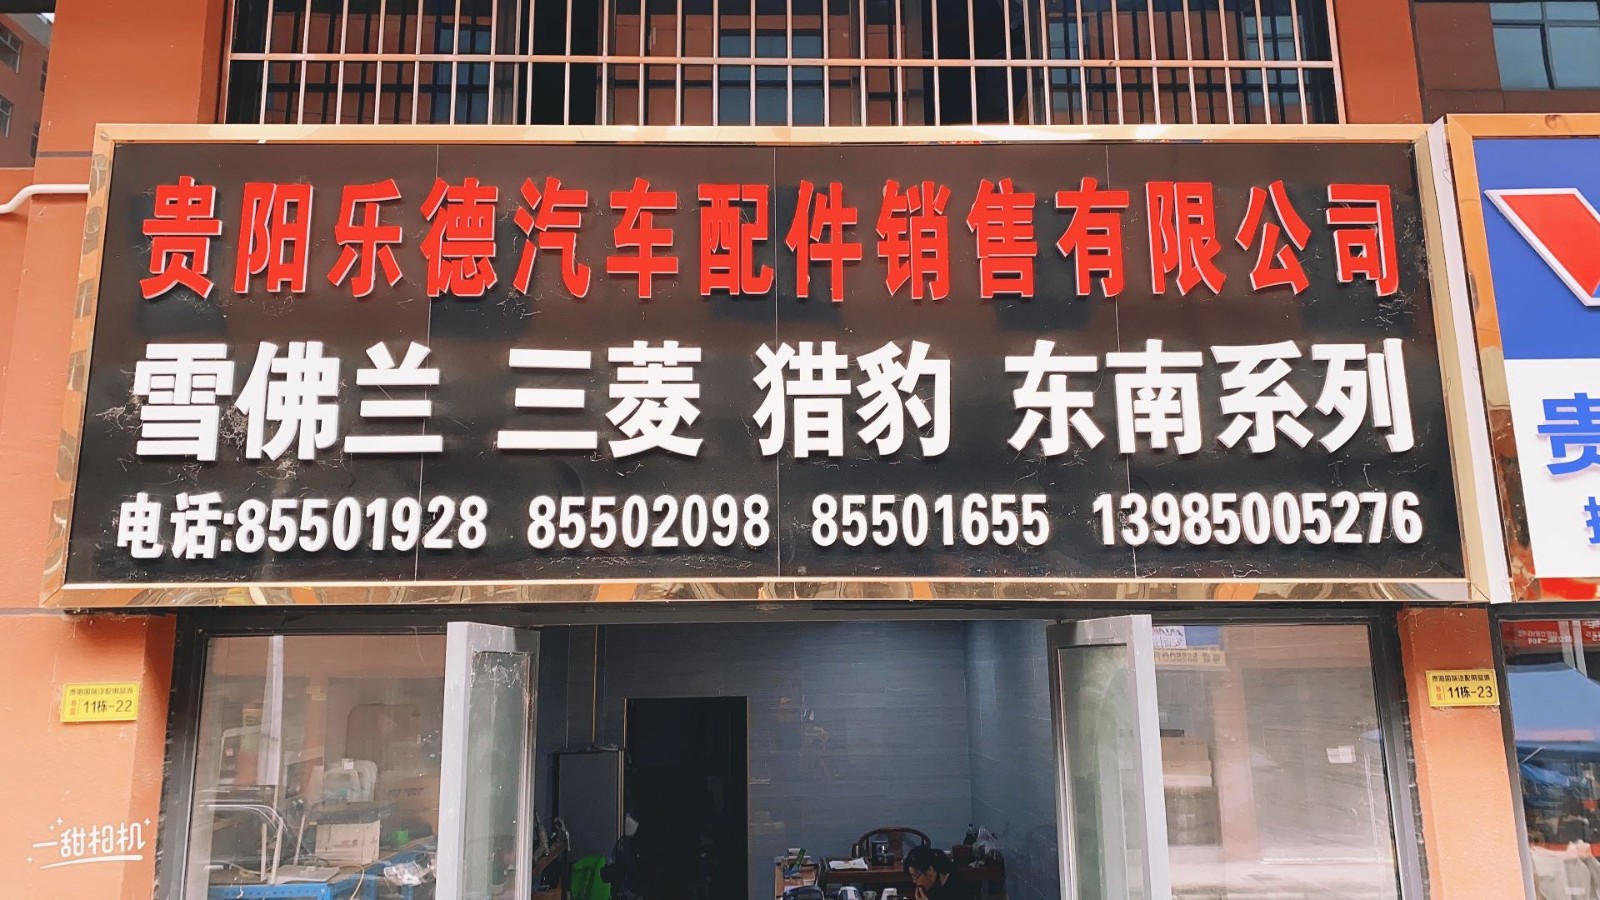 贵阳乐德汽车配件销售有限公司
雪佛兰 三菱 猎豹 东南系列
电话:85501928 85502098 85501655 13985005276
贵
11栋-22
11栋-23
一甜相机